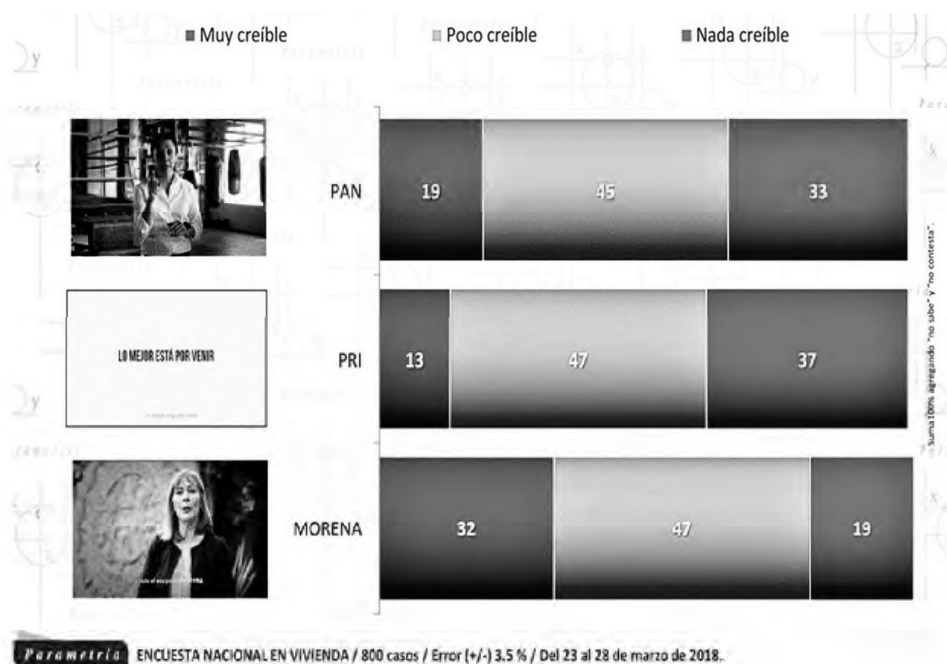 Muy creíble Poco creíble Nada creíble
PAN 19 45 33
LO MEJOR ESTÁ POR VENIR
PRI 13 47 37
MORENA 32 47 19
Suma100% agregando "no sabe" y "no contesta".
Parametría ENCUESTA NACIONAL EN VIVIENDA / 800 casos / Error (+/-) 3.5 % / Del 23 al 28 de marzo de 2018.